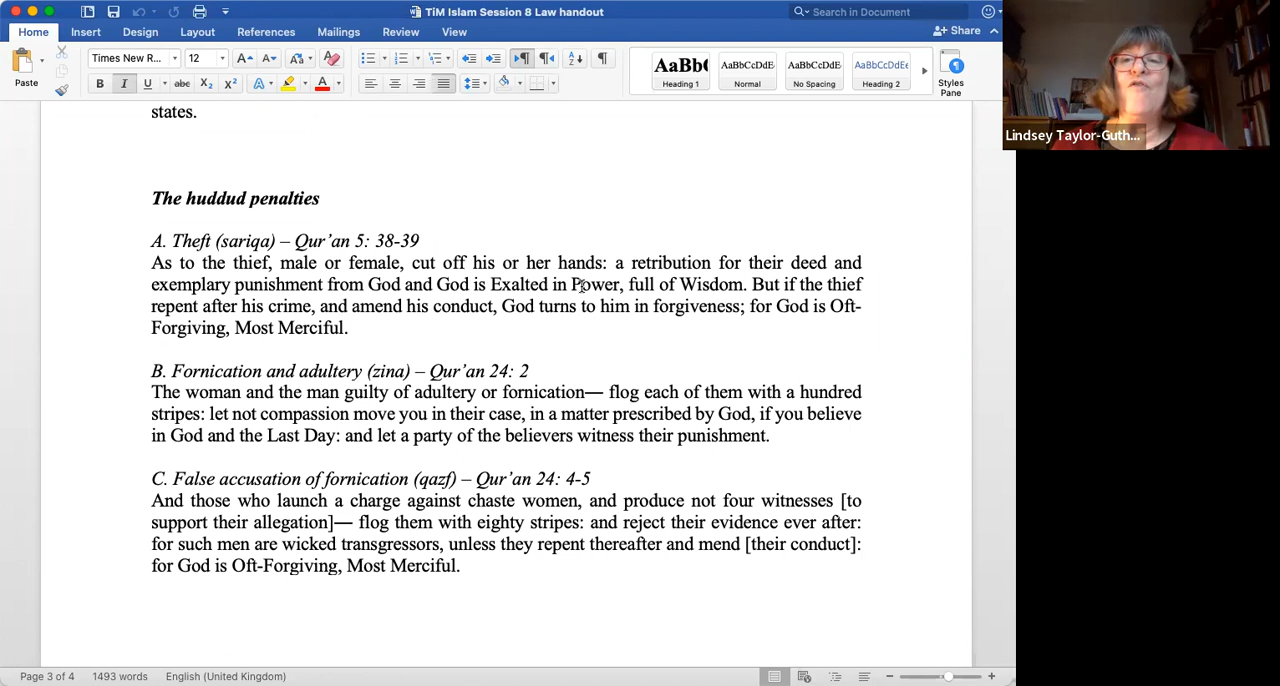 TiM Islam Session 8 Law handout
Search in Document
Home Insert Design Layout References Mailings Review View
Share
Paste
Times New R... 12
AaBbC AaBbCcDdE AaBbCcDdE AaBbCcDdEe
Heading 1 Normal No Spacing Heading 2
Styles
Pane
Lindsey Taylor-Guth...
states.
The huddud penalties
A. Theft (sariqa) – Qur’an 5: 38-39
As to the thief, male or female, cut off his or her hands: a retribution for their deed and
exemplary punishment from God and God is Exalted in Power, full of Wisdom. But if the thief
repent after his crime, and amend his conduct, God turns to him in forgiveness; for God is Oft-
Forgiving, Most Merciful.
B. Fornication and adultery (zina) – Qur’an 24: 2
The woman and the man guilty of adultery or fornication— flog each of them with a hundred
stripes: let not compassion move you in their case, in a matter prescribed by God, if you believe
in God and the Last Day: and let a party of the believers witness their punishment.
C. False accusation of fornication (qazf) – Qur’an 24: 4-5
And those who launch a charge against chaste women, and produce not four witnesses [to
support their allegation]— flog them with eighty stripes: and reject their evidence ever after:
for such men are wicked transgressors, unless they repent thereafter and mend [their conduct]:
for God is Oft-Forgiving, Most Merciful.
Page 3 of 4 1493 words English (United Kingdom)